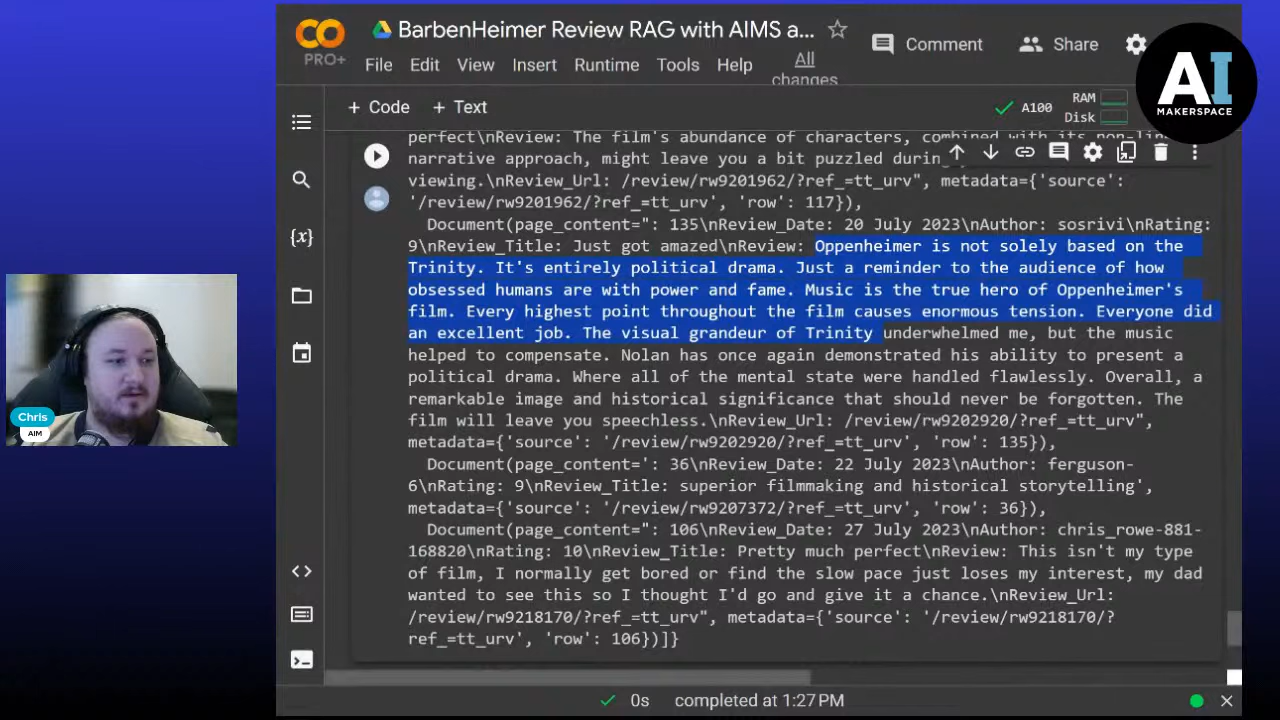 CO
PRO+
BarbenHeimer Review RAG with AIMS a...
Comment
Share
File Edit View Insert Runtime Tools Help
All changes
AI
MAKERSPACE
+ Code + Text
A100
RAM
Disk
perfect\nReview: The film's abundance of characters, combined with its non-lin
narrative approach, might leave you a bit puzzled during
viewing.\nReview_Url: /review/rw9201962/?ref_=tt_urv", metadata={'source':
'/review/rw9201962/?ref_=tt_urv', 'row': 117}),
Document(page_content=": 135\nReview_Date: 20 July 2023\nAuthor: sosrivi\nRating:
9\nReview_Title: Just got amazed\nReview: Oppenheimer is not solely based on the
Trinity. It's entirely political drama. Just a reminder to the audience of how
obsessed humans are with power and fame. Music is the true hero of Oppenheimer's
film. Every highest point throughout the film causes enormous tension. Everyone did
an excellent job. The visual grandeur of Trinity underwhelmed me, but the music
helped to compensate. Nolan has once again demonstrated his ability to present a
political drama. Where all of the mental state were handled flawlessly. Overall, a
remarkable image and historical significance that should never be forgotten. The
film will leave you speechless.\nReview_Url: /review/rw9202920/?ref_=tt_urv",
metadata={'source': '/review/rw9202920/?ref_=tt_urv', 'row': 135}),
Document(page_content=': 36\nReview_Date: 22 July 2023\nAuthor: ferguson-
6\nRating: 9\nReview_Title: superior filmmaking and historical storytelling',
metadata={'source': '/review/rw9207372/?ref_=tt_urv', 'row': 36}),
Document(page_content=": 106\nReview_Date: 27 July 2023\nAuthor: chris_rowe-881-
168820\nRating: 10\nReview_Title: Pretty much perfect\nReview: This isn't my type
of film, I normally get bored or find the slow pace just loses my interest, my dad
wanted to see this so I thought I'd go and give it a chance.\nReview_Url:
/review/rw9218170/?ref_=tt_urv", metadata={'source': '/review/rw9218170/?
ref_=tt_urv', 'row': 106})]}
Chris
AIM
0s completed at 1:27 PM